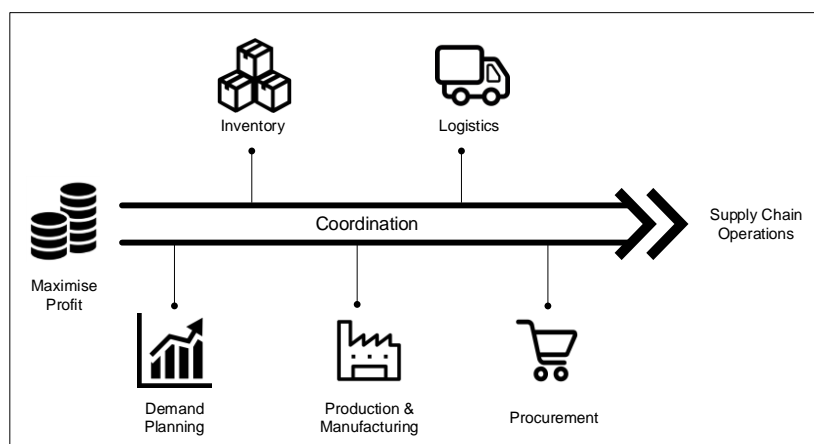 Inventory
Logistics
Coordination
Supply Chain
Operations
Maximise
Profit
Demand
Planning
Production &
Manufacturing
Procurement